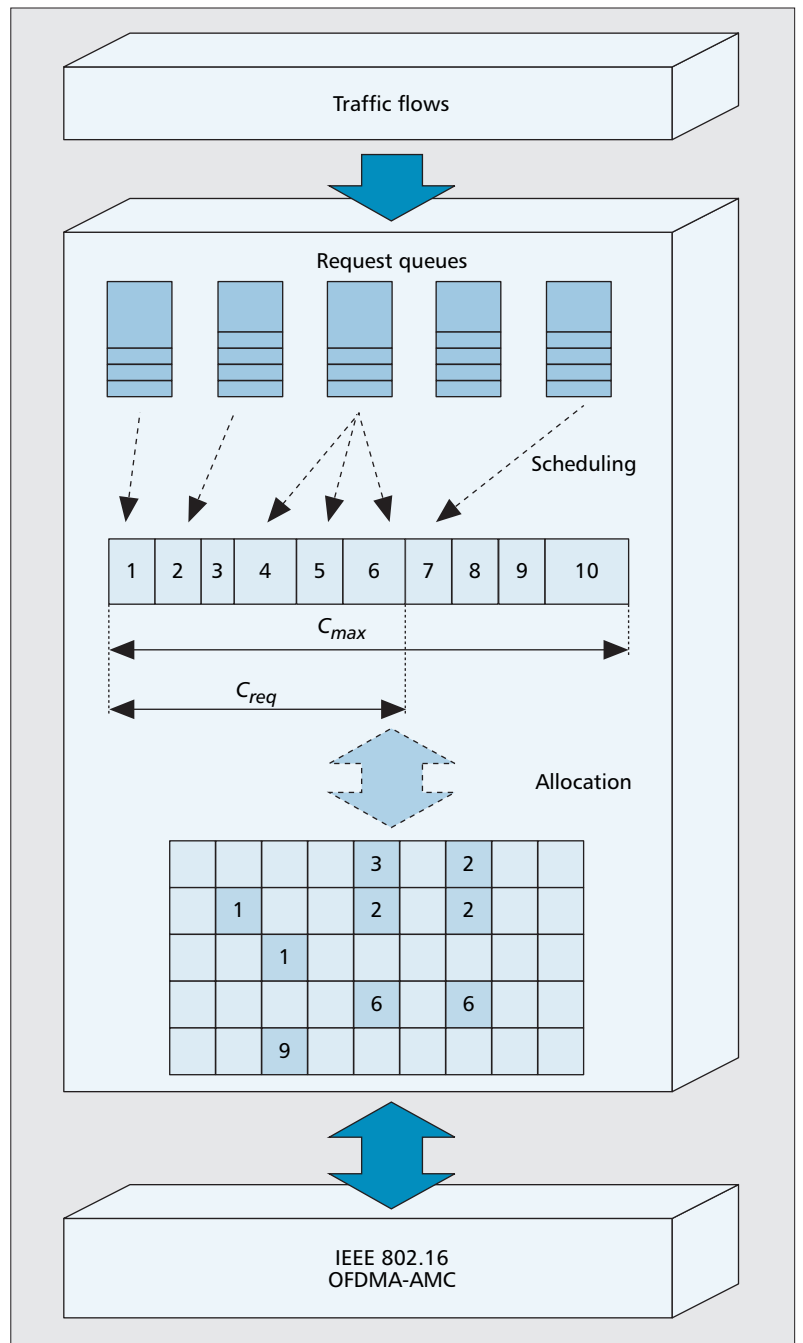 Traffic flows
Request queues
Scheduling
1 2 3 4 5 6 7 8 9 10
Cmax
Creq
Allocation
3 2
1 2 2
1
6 6
9
IEEE 802.16
OFDMA-AMC